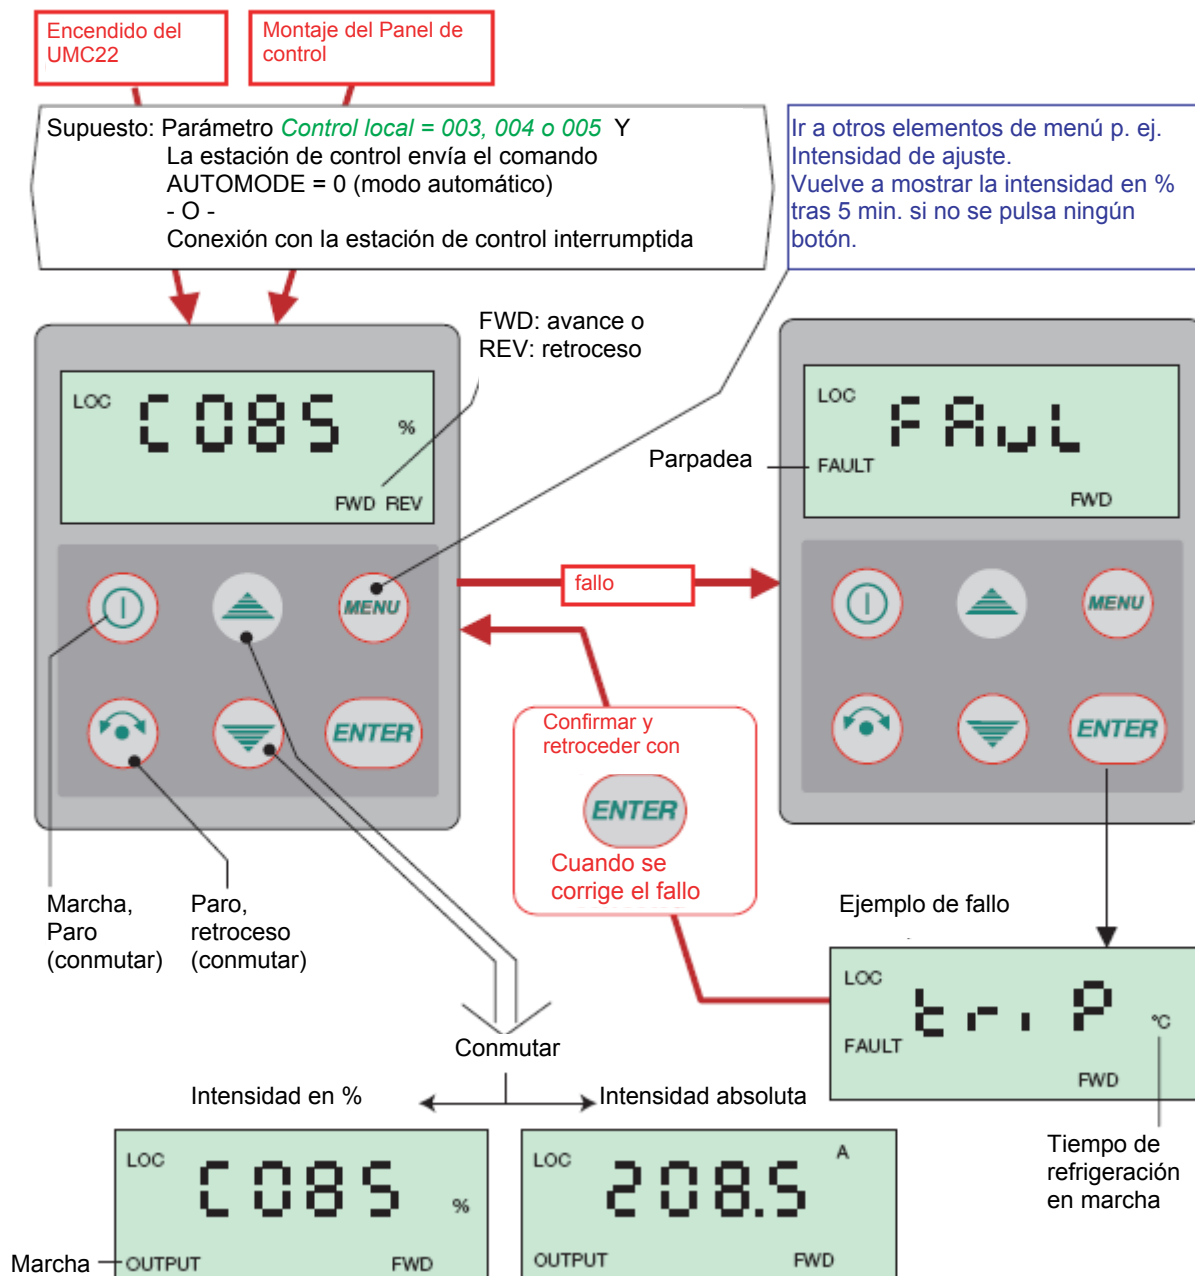 Encendido del
UMC22
Montaje del Panel de
control
Supuesto: Parámetro Control local = 003, 004 o 005 Y
La estación de control envía el comando
AUTOMODE = 0 (modo automático)
- O -
Conexión con la estación de control interrumptida
Ir a otros elementos de menú p. ej.
Intensidad de ajuste.
Vuelve a mostrar la intensidad en %
tras 5 min. si no se pulsa ningún
botón.
FWD: avance o
REV: retroceso
LOC
C085
%
FWD REV
Parpadea
LOC
FAuL
FAULT
FWD
MENU
ENTER
fallo
MENU
ENTER
Confirmar y
retroceder con
ENTER
Cuando se
corrige el fallo
Marcha,
Paro
(conmutar)
Paro,
retroceso
(conmutar)
Ejemplo de fallo
LOC
triP
°C
FAULT
FWD
Tiempo de
refrigeración
en marcha
Conmutar
Intensidad en %
Intensidad absoluta
LOC
C085
%
Marcha
OUTPUT
FWD
LOC
208.5
A
OUTPUT
FWD